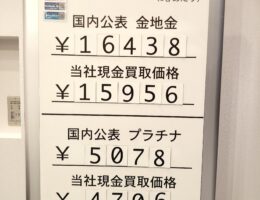 国内公表 金地金
¥16438
当社現金買取価格
¥15956
国内公表 プラチナ
¥5078
当社現金買取価格
¥4706